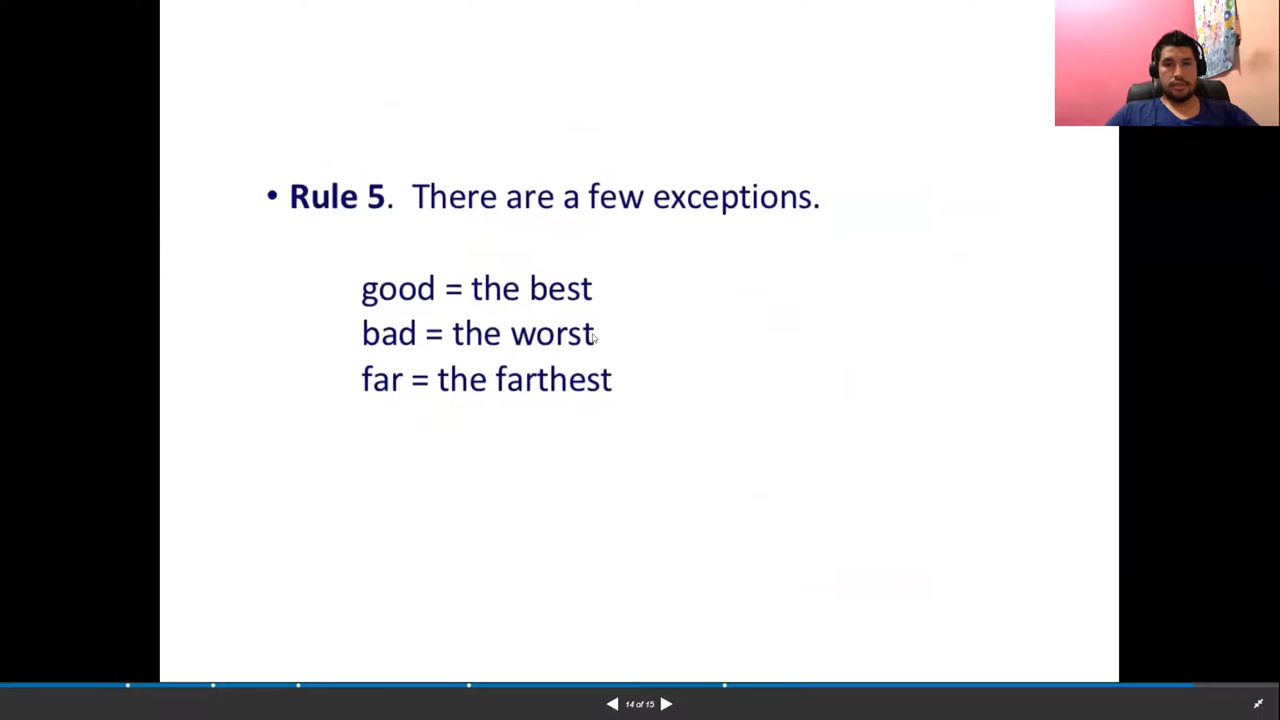 • Rule 5. There are a few exceptions.
good = the best
bad = the worst
far = the farthest
14 of 15